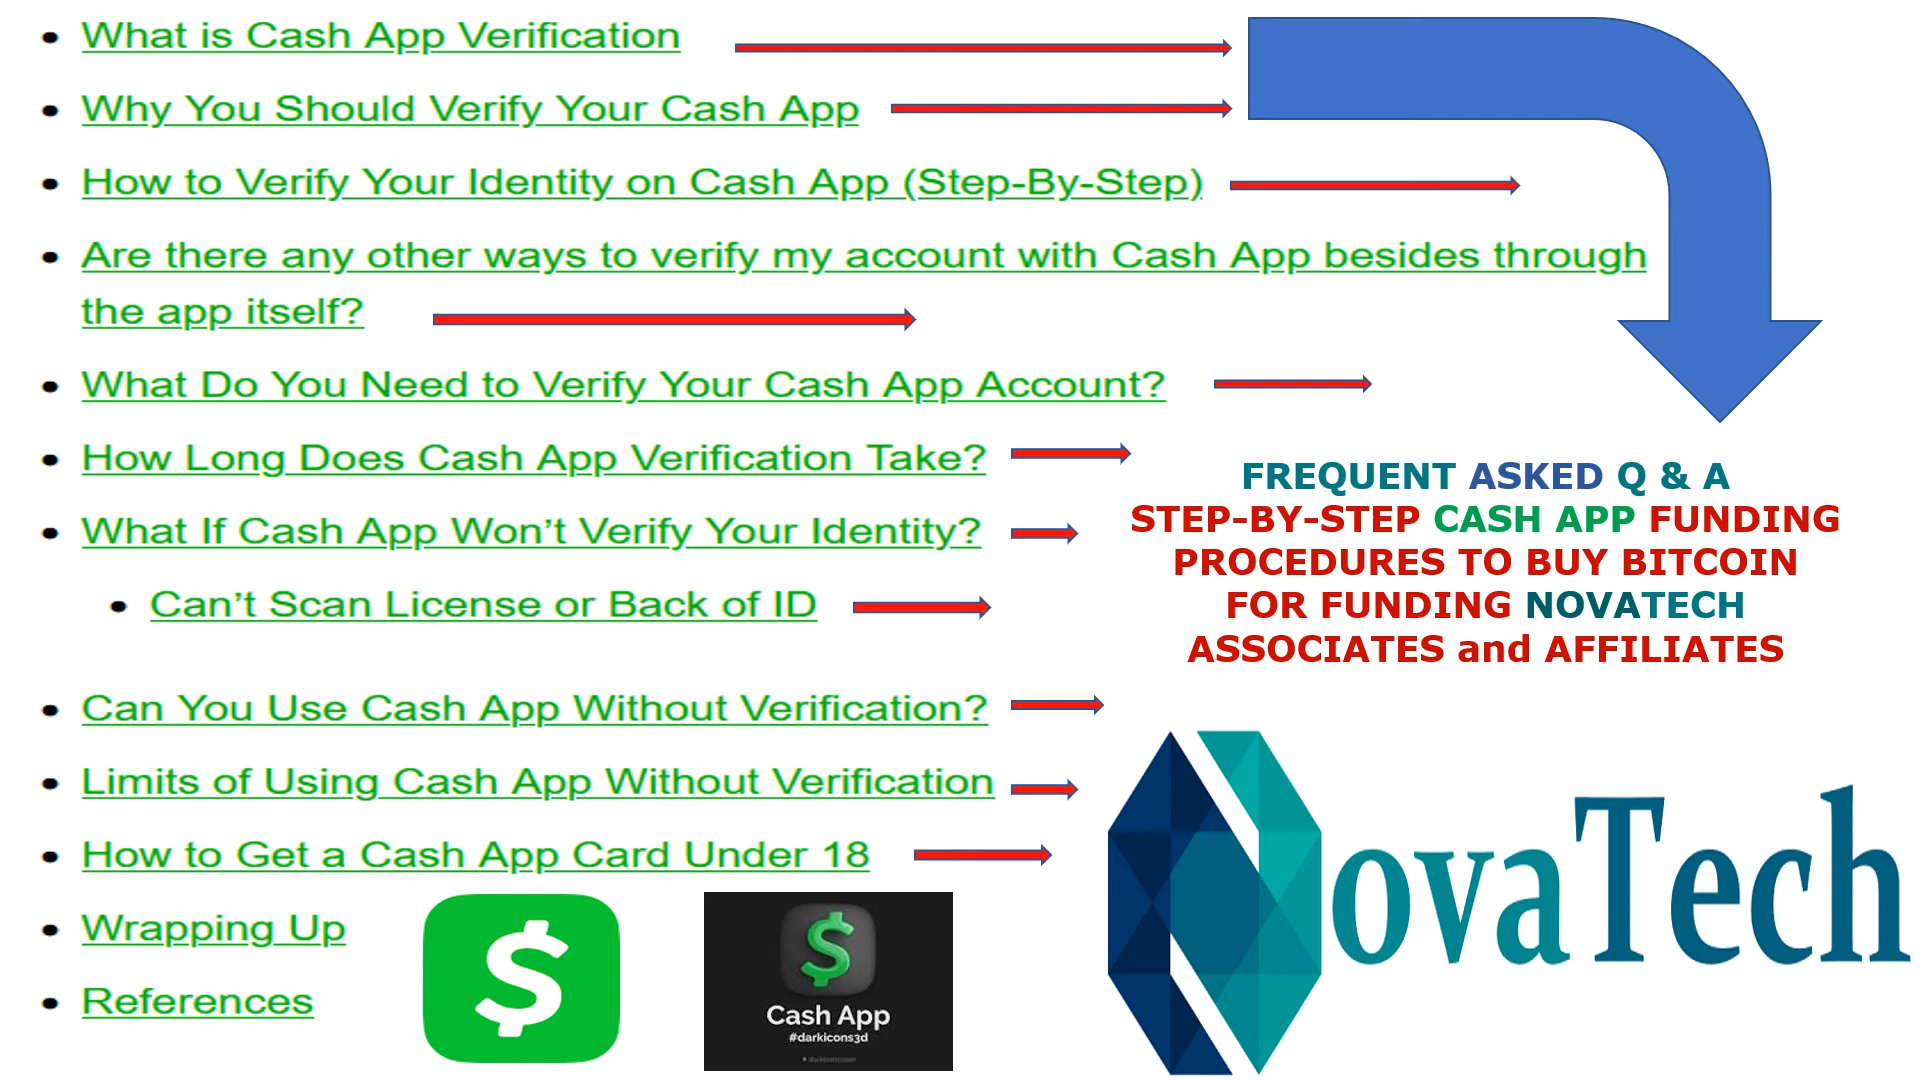 What is Cash App Verification
Why You Should Verify Your Cash App
How to Verify Your Identity on Cash App (Step-By-Step)
Are there any other ways to verify my account with Cash App besides through
the app itself?
What Do You Need to Verify Your Cash App Account?
How Long Does Cash App Verification Take?
What If Cash App Won’t Verify Your Identity?
Can’t Scan License or Back of ID
Can You Use Cash App Without Verification?
Limits of Using Cash App Without Verification
How to Get a Cash App Card Under 18
Wrapping Up
References
FREQUENT ASKED Q & A
STEP-BY-STEP CASH APP FUNDING
PROCEDURES TO BUY BITCOIN
FOR FUNDING NOVATECH
ASSOCIATES and AFFILIATES
$
$
Cash App
#darkicons3d
NovaTech